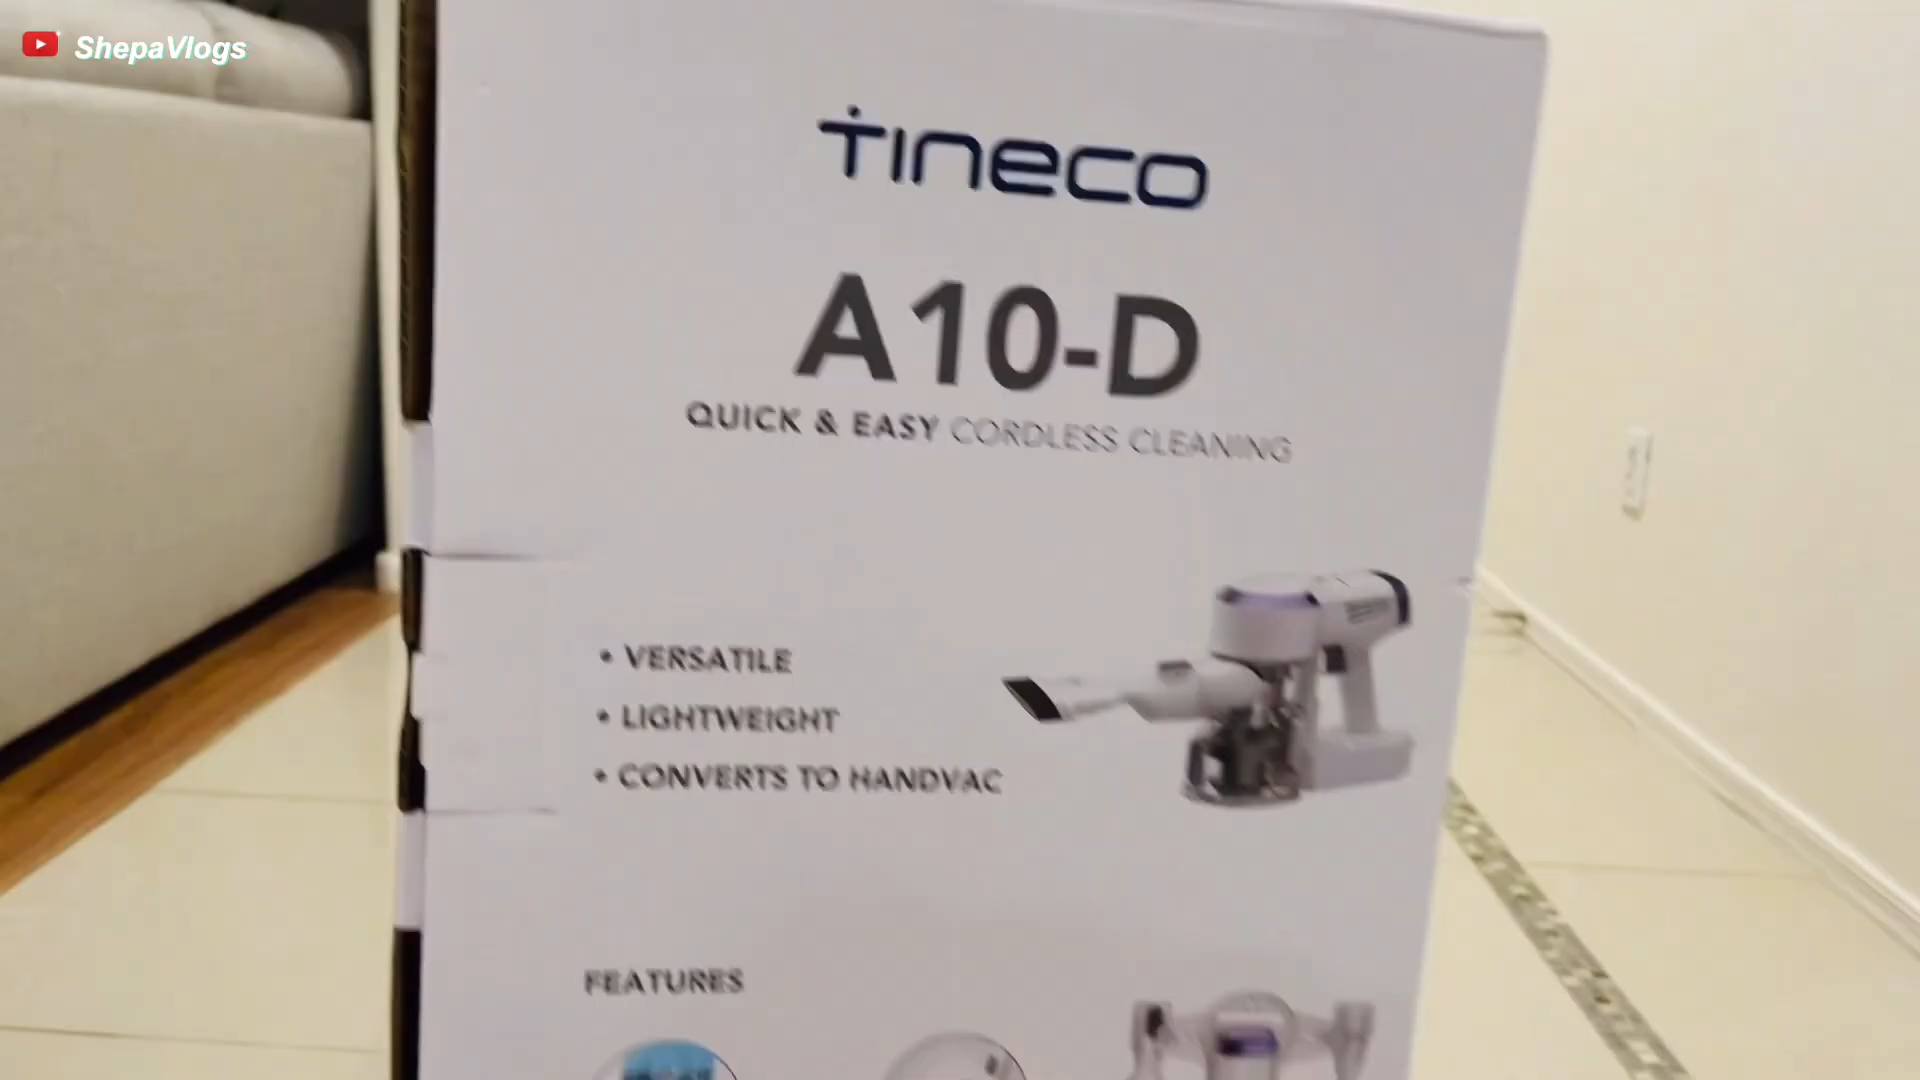 ShepaVlogs
TINECO
A10-D
QUICK & EASY CORDLESS CLEANING
• VERSATILE
• LIGHTWEIGHT
• CONVERTS TO HANDVAC
FEATURES